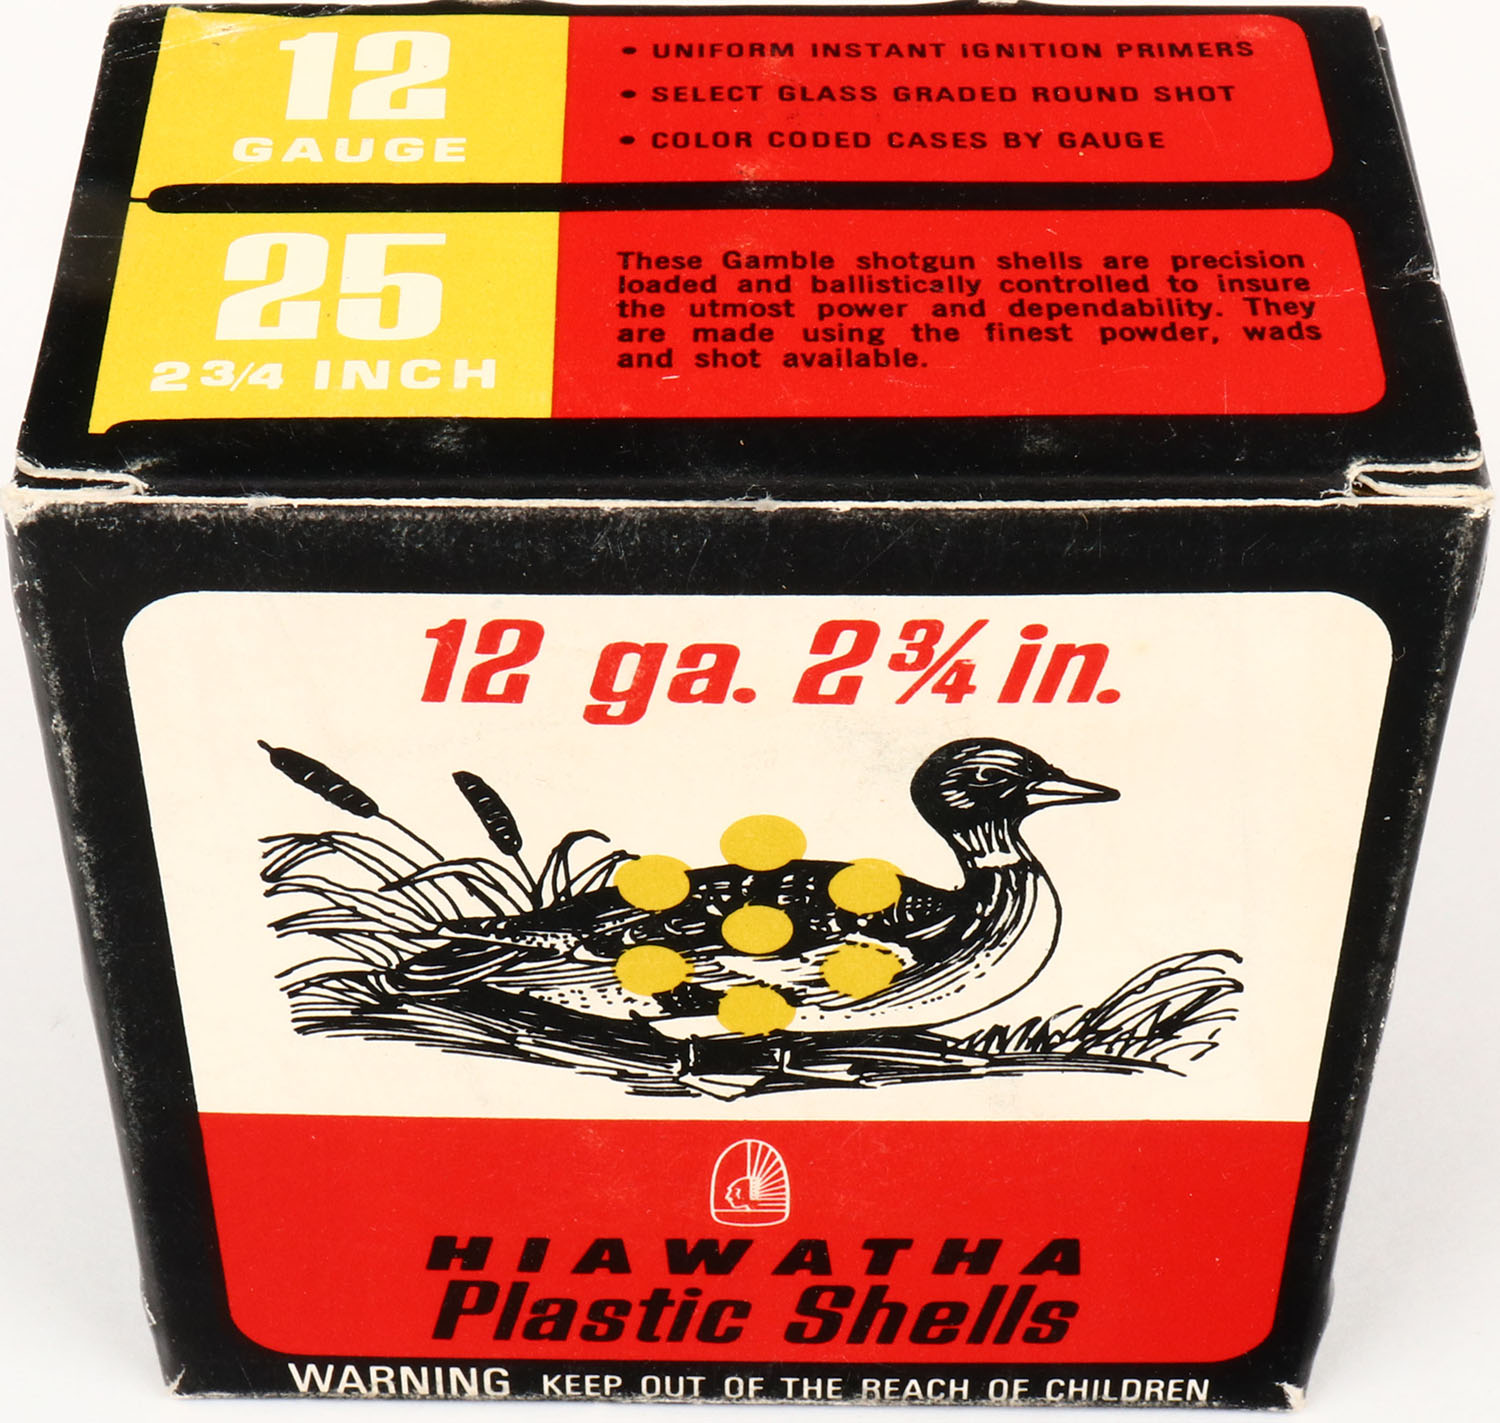 12
GAUGE
• UNIFORM INSTANT IGNITION PRIMERS
• SELECT GLASS GRADED ROUND SHOT
• COLOR CODED CASES BY GAUGE
25
2 3/4 INCH
These Gamble shotgun shells are precision
loaded and ballistically controlled to insure
the utmost power and dependability. They
are made using the finest powder, wads
and shot available.
12 ga. 2 3/4 in.
HIAWATHA
Plastic Shells
WARNING KEEP OUT OF THE REACH OF CHILDREN